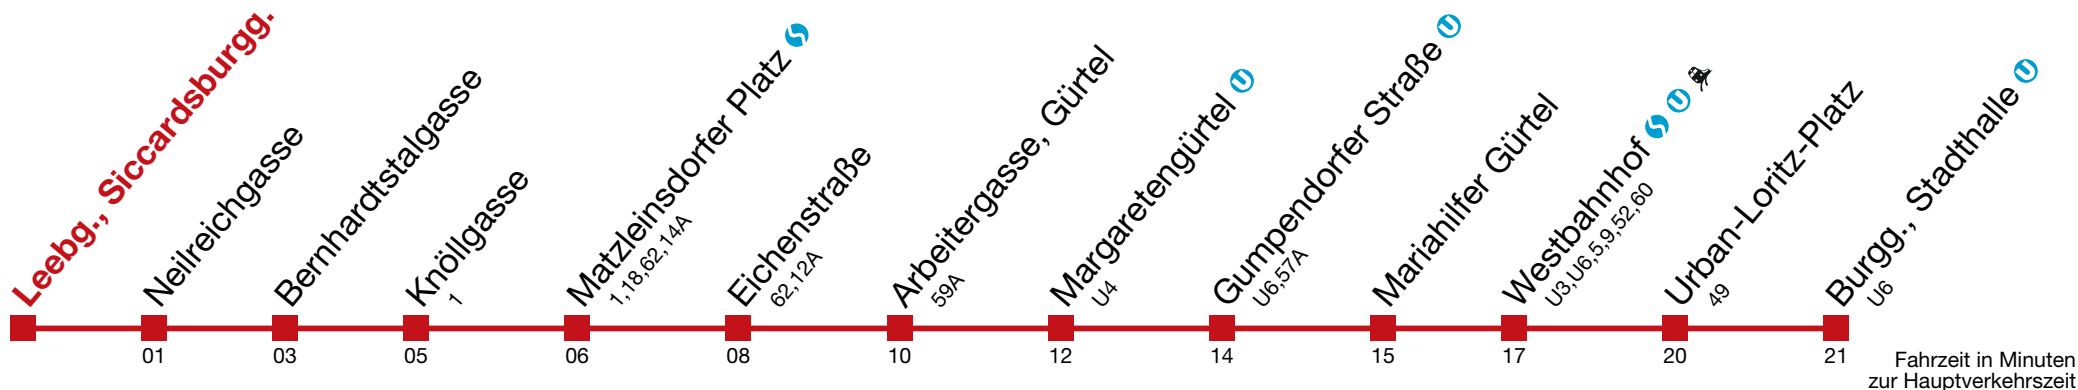 Leebg., Siccardsburgg.
Neilreichgasse
Bernhardtstalgasse
Knöllgasse
1
Matzleinsdorfer Platz
1,18,62,14A
Eichenstraße
62,12A
Arbeitergasse, Gürtel
59A
Margaretengürtel
U4
Gumpendorfer Straße
U6,57A
Mariahilfer Gürtel
Westbahnhof
U3,U6,5,9,52,60
Urban-Loritz-Platz
49
Burgg., Stadthalle
U6
01 03 05 06 08 10 12 14 15 17 20 21
Fahrzeit in Minuten
zur Hauptverkehrszeit